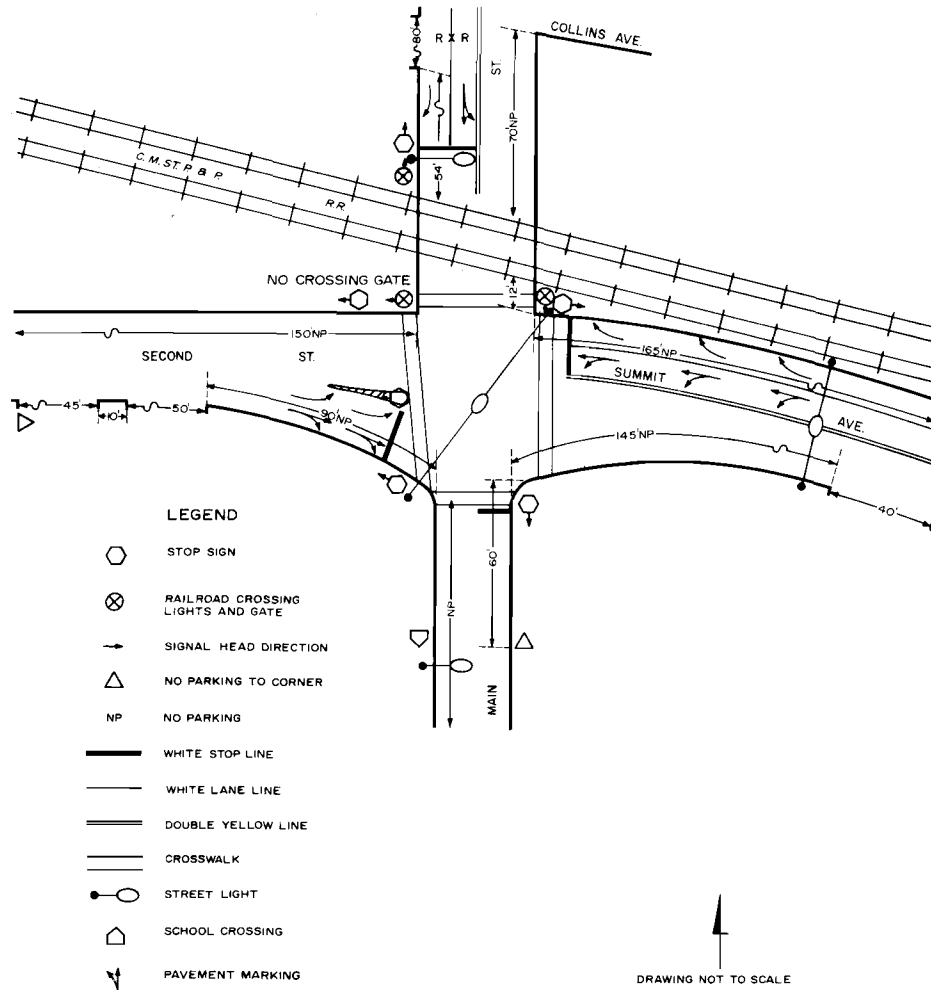 COLLINS AVE.
80'
R X R
ST.
70'NP
54'
C. M. ST. P. & P.
R.R.
NO CROSSING GATE
12'
150'NP
165'NP
SECOND ST.
SUMMIT AVE.
45'
10'
50'
90'NP
145'NP
40'
60'
NP
MAIN
LEGEND
STOP SIGN
RAILROAD CROSSING
LIGHTS AND GATE
SIGNAL HEAD DIRECTION
NO PARKING TO CORNER
NP NO PARKING
WHITE STOP LINE
WHITE LANE LINE
DOUBLE YELLOW LINE
CROSSWALK
STREET LIGHT
SCHOOL CROSSING
PAVEMENT MARKING
DRAWING NOT TO SCALE